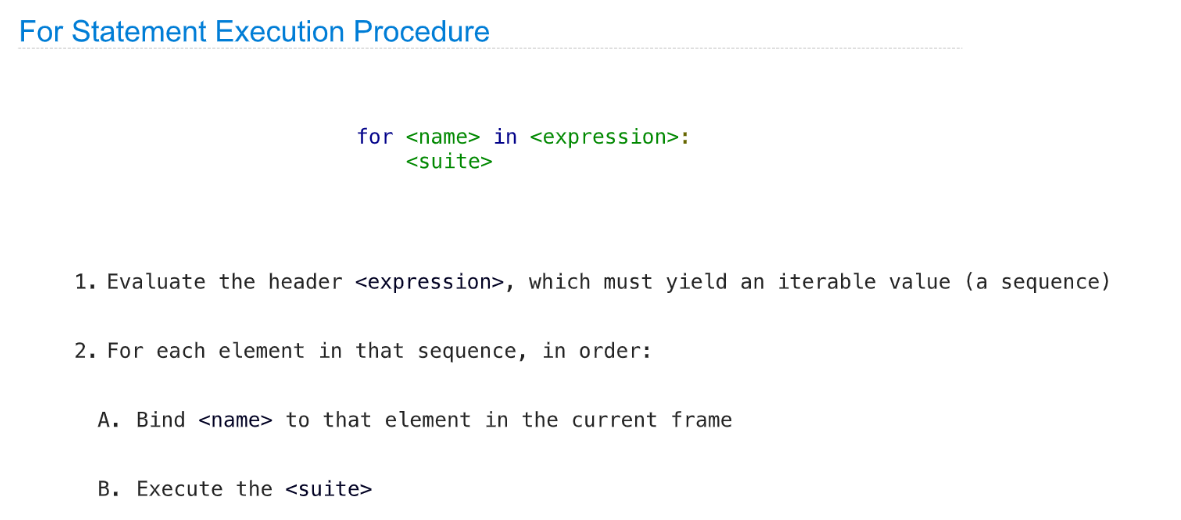 For Statement Execution Procedure
for <name> in <expression>:
    <suite>
1. Evaluate the header <expression>, which must yield an iterable value (a sequence)
2. For each element in that sequence, in order:
A. Bind <name> to that element in the current frame
B. Execute the <suite>